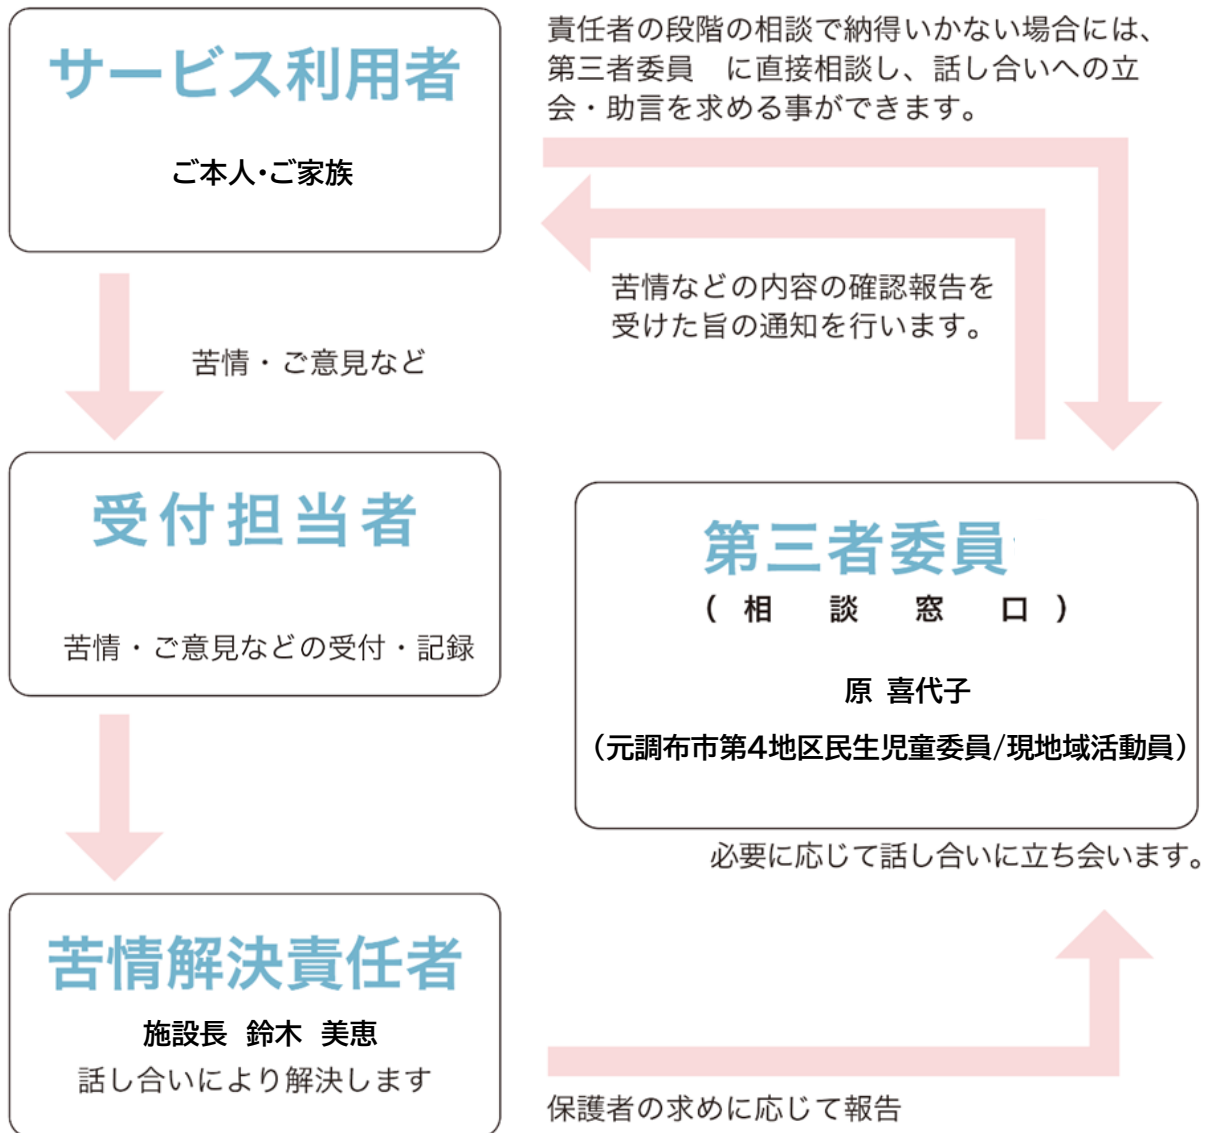 サービス利用者
ご本人・ご家族
責任者の段階の相談で納得いかない場合には、
第三者委員　に直接相談し、話し合いへの立
会・助言を求める事ができます。
苦情などの内容の確認報告を
受けた旨の通知を行います。
苦情・ご意見など
受付担当者
苦情・ご意見などの受付・記録
第三者委員
(相　談　窓　口)
原 喜代子
(元調布市第4地区民生児童委員/現地域活動員)
必要に応じて話し合いに立ち会います。
苦情解決責任者
施設長 鈴木 美恵
話し合いにより解決します
保護者の求めに応じて報告